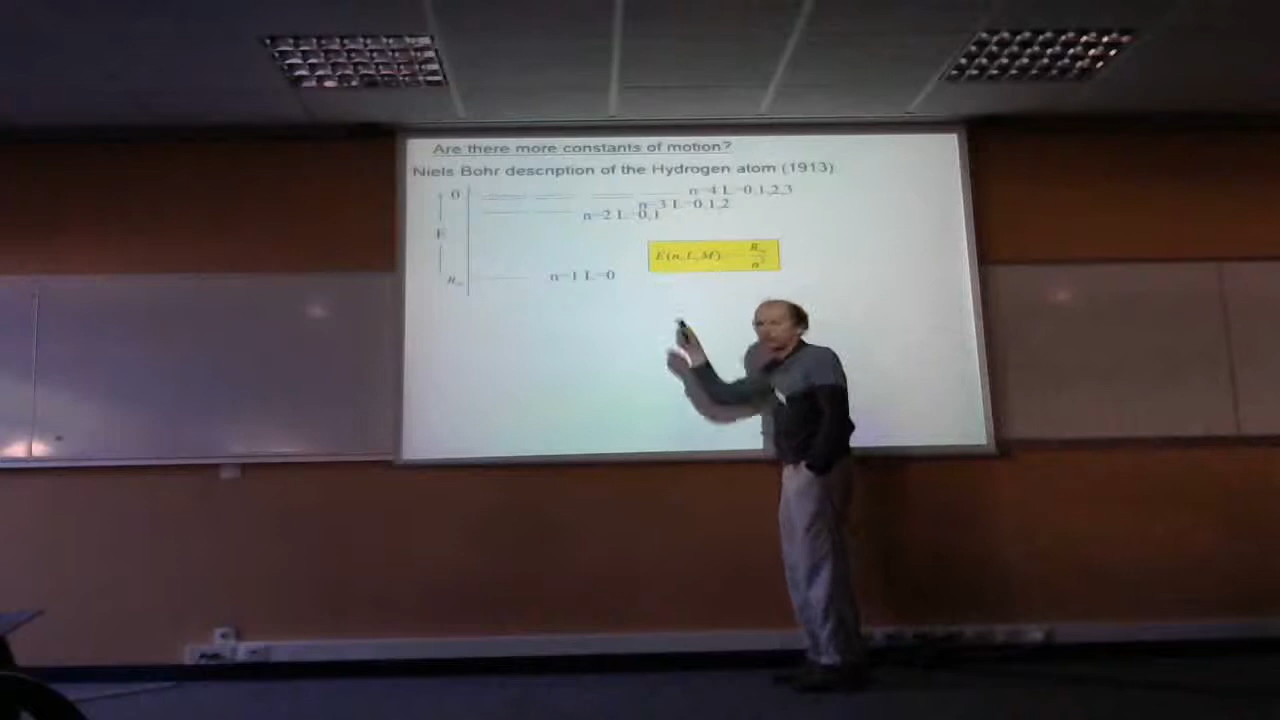 Are there more constants of motion?
Niels Bohr description of the Hydrogen atom (1913)
0
n=4 L=0,1,2,3
n=3 L=0,1,2
n=2 L=0,1
E
E(n,L,M) R∞
n²
R∞
n=1 L=0